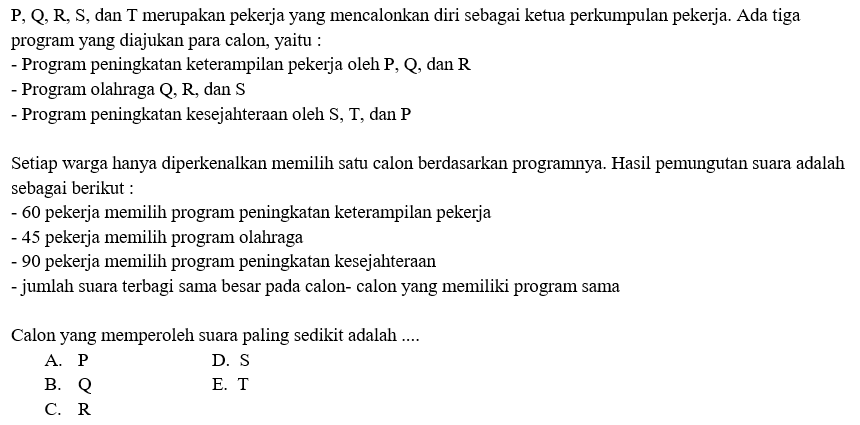 P, Q, R, S, dan T merupakan pekerja yang mencalonkan diri sebagai ketua perkumpulan pekerja. Ada tiga
program yang diajukan para calon, yaitu :
- Program peningkatan keterampilan pekerja oleh P, Q, dan R
- Program olahraga Q, R, dan S
- Program peningkatan kesejahteraan oleh S, T, dan P
Setiap warga hanya diperkenalkan memilih satu calon berdasarkan programnya. Hasil pemungutan suara adalah
sebagai berikut :
- 60 pekerja memilih program peningkatan keterampilan pekerja
- 45 pekerja memilih program olahraga
- 90 pekerja memilih program peningkatan kesejahteraan
- jumlah suara terbagi sama besar pada calon- calon yang memiliki program sama
Calon yang memperoleh suara paling sedikit adalah ....
A. P D. S
B. Q E. T
C. R